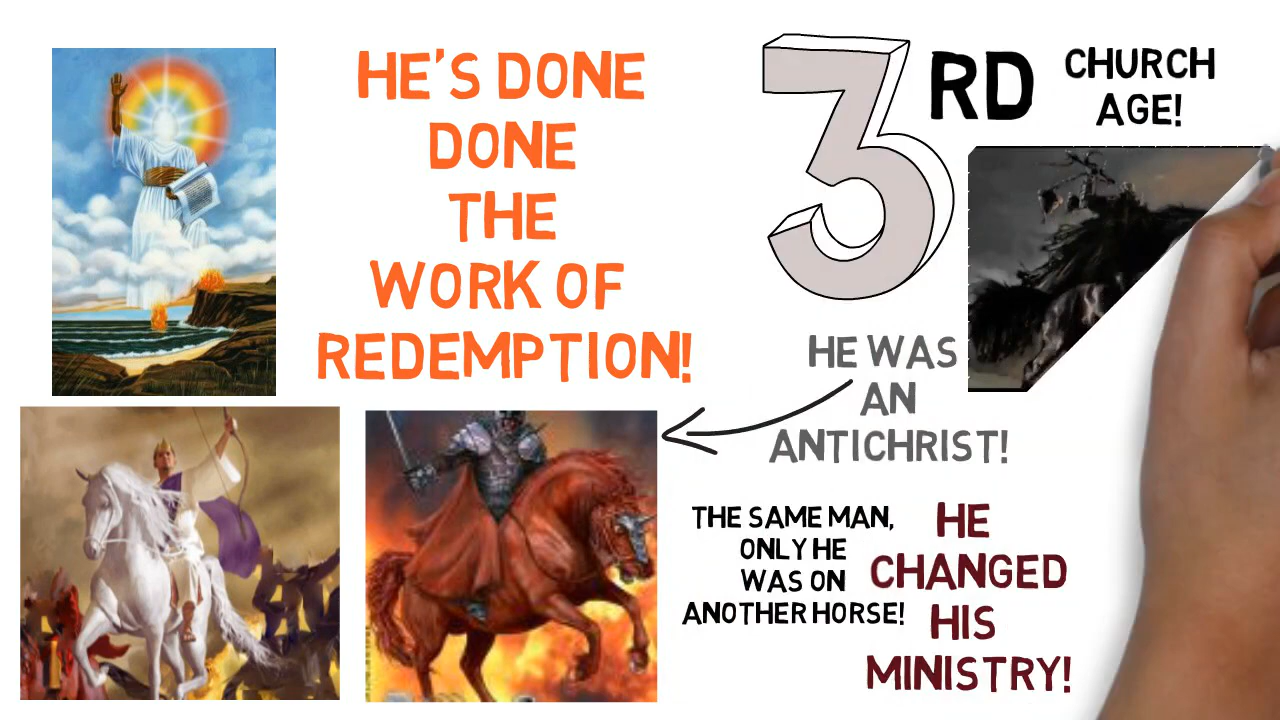 HE'S DONE
DONE
THE
WORK OF
REDEMPTION!
3RD
CHURCH
AGE!
HE WAS
AN
ANTICHRIST!
THE SAME MAN,
ONLY HE
WAS ON
ANOTHER HORSE!
HE
CHANGED
HIS
MINISTRY!